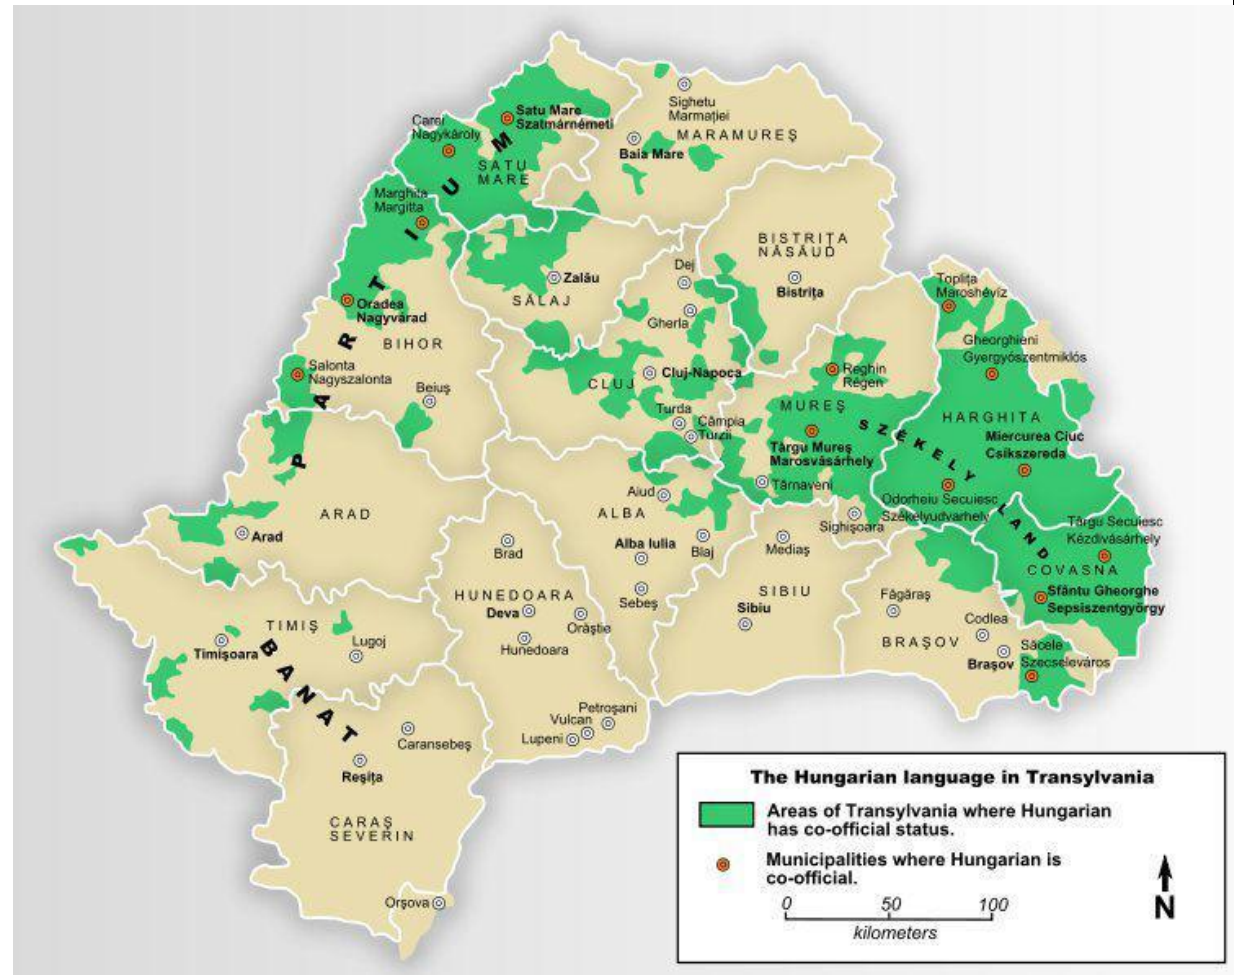 Sighetu
Marmației
MARAMUREȘ
Baia Mare
Satu Mare
Szatmárnémeti
Carei
Nagykároly
SATU
MARE
Marghita
Margitta
PARTIUM
Oradea
Nagyvárad
BIHOR
Salonta
Nagyszalonta
Beiuș
Zalău
SĂLAJ
BISTRIȚA
NĂSĂUD
Bistrița
Dej
Gherla
CLUJ
Cluj-Napoca
Turda
Câmpia
Turzii
Toplița
Maroshévíz
Gheorghieni
Gyergyószentmiklós
Reghin
Régen
MUREȘ
Târgu Mureș
Marosvásárhely
Târnaveni
SZÉKELY LAND
HARGHITA
Miercurea Ciuc
Csikszereda
Odorheiu Secuiesc
Székelyudvarhely
Sighișoara
Târgu Secuiesc
Kézdivásárhely
COVASNA
Sfântu Gheorghe
Sepsiszentgyörgy
ARAD
Arad
ALBA
Aiud
Alba Iulia
Blaj
Sebeș
Mediaș
SIBIU
Sibiu
Brad
HUNEDOARA
Deva
Orăștie
Hunedoara
Petroșani
Vulcan
Lupeni
Făgăraș
BRAȘOV
Codlea
Brașov
Săcele
Szecseleváros
TIMIȘ
Timișoara
Lugoj
BANAT
Caransebeș
Reșița
CARAȘ
SEVERIN
Orșova
The Hungarian language in Transylvania
Areas of Transylvania where Hungarian
has co-official status.
Municipalities where Hungarian is
co-official.
0 50 100
kilometers
N